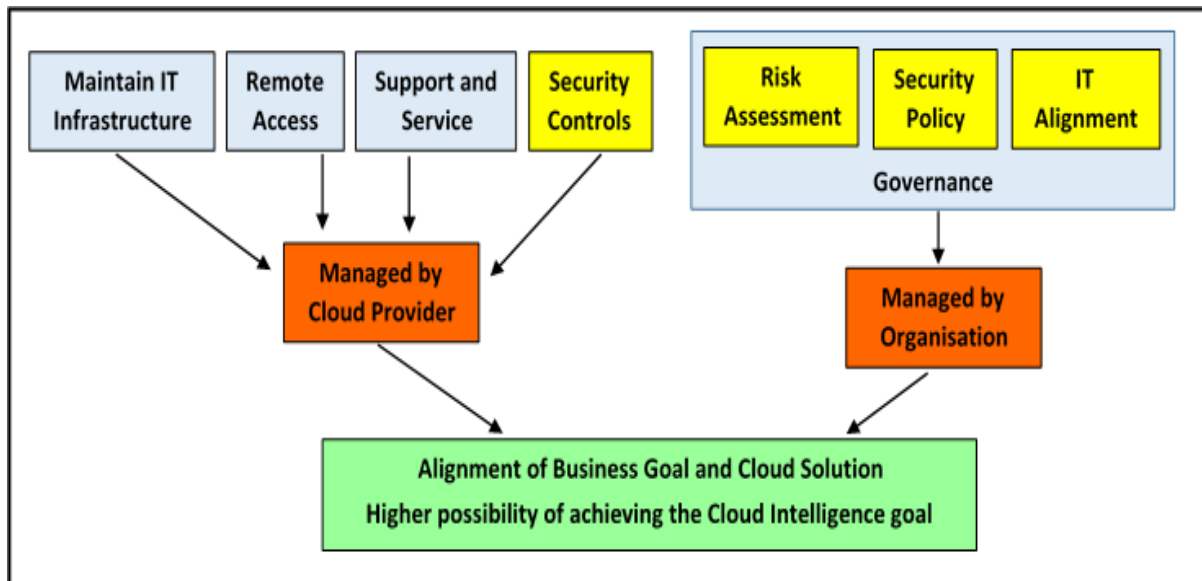 Maintain IT
Infrastructure
Remote
Access
Support and
Service
Security
Controls
Risk
Assessment
Security
Policy
IT
Alignment
Governance
Managed by
Cloud Provider
Managed by
Organisation
Alignment of Business Goal and Cloud Solution
Higher possibility of achieving the Cloud Intelligence goal